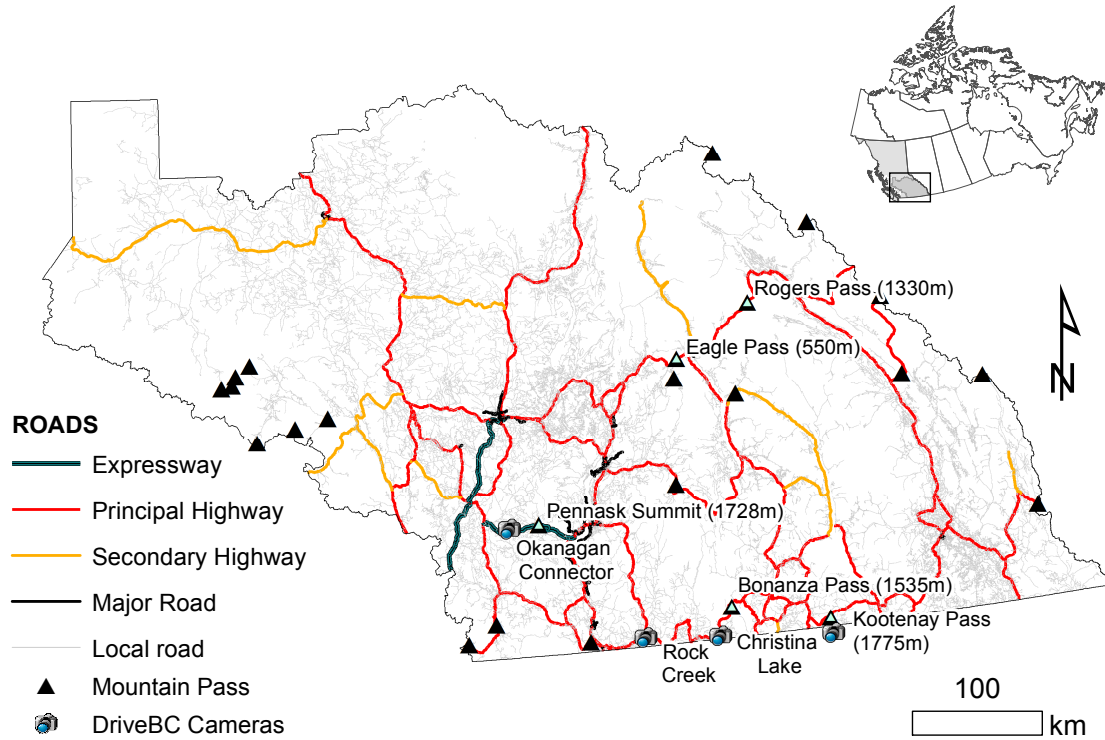 Rogers Pass (1330m)
Eagle Pass (550m)
N
ROADS
Expressway
Principal Highway
Secondary Highway
Major Road
Local road
Mountain Pass
DriveBC Cameras
Pennask Summit (1728m)
Okanagan
Connector
Bonanza Pass (1535m)
Rock
Creek
Christina
Lake
Kootenay Pass
(1775m)
100
km